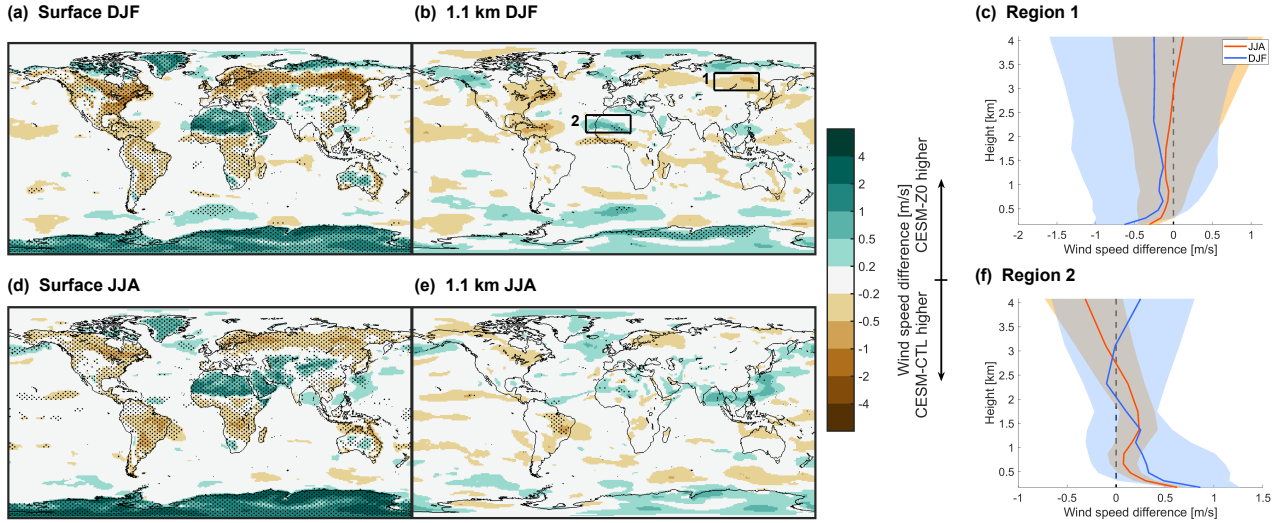 (a) Surface DJF
(b) 1.1 km DJF
(c) Region 1
1
2
4
2
1
0.5
0.2
-0.2
-0.5
-1
-2
-4
Wind speed difference [m/s]
CESM-CTL higher
CESM-Z0 higher
JJA
DJF
Height [km]
4
3.5
3
2.5
2
1.5
1
0.5
-2
-1.5
-1
-0.5
0
0.5
1
Wind speed difference [m/s]
(d) Surface JJA
(e) 1.1 km JJA
(f) Region 2
Height [km]
4
3.5
3
2.5
2
1.5
1
0.5
-1
-0.5
0
0.5
1
1.5
Wind speed difference [m/s]